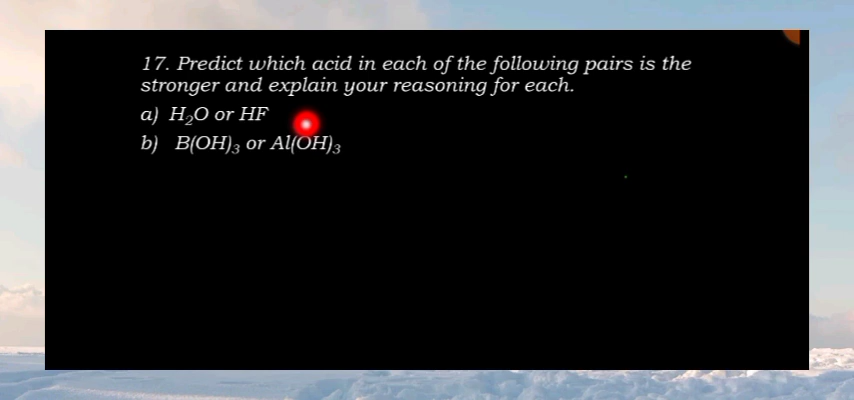 17. Predict which acid in each of the following pairs is the
stronger and explain your reasoning for each.
a) H₂O or HF
b) B(OH)₃ or Al(OH)₃